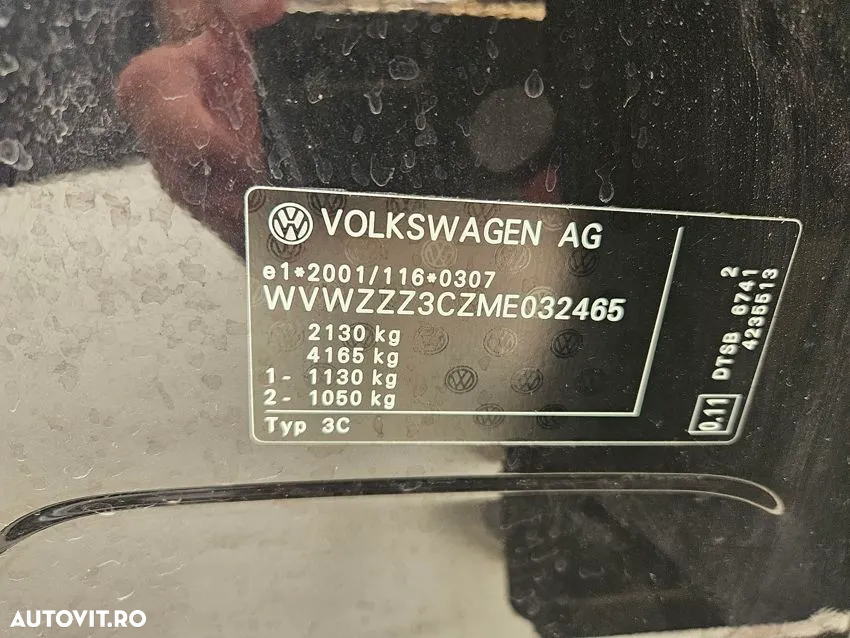 VOLKSWAGEN AG
e1*2001/116*0307
WVWZZZ3CZME032465
2130 kg
4165 kg
1- 1130 kg
2- 1050 kg
Typ 3C
2
DTSB 6741
4235513
0.11
AUTOVIT.RO